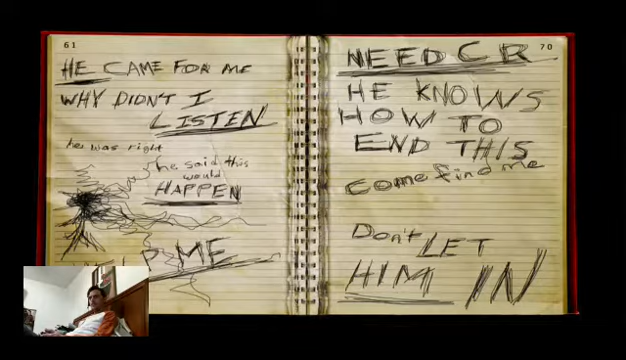 61
HE CAME FOR ME
WHY DIDN'T I
LISTEN
he was right
he said this
would
HAPPEN
ME
70
NEED CR
HE KNOWS
HOW TO
END THIS
come find me
Don't LET
HIM IN